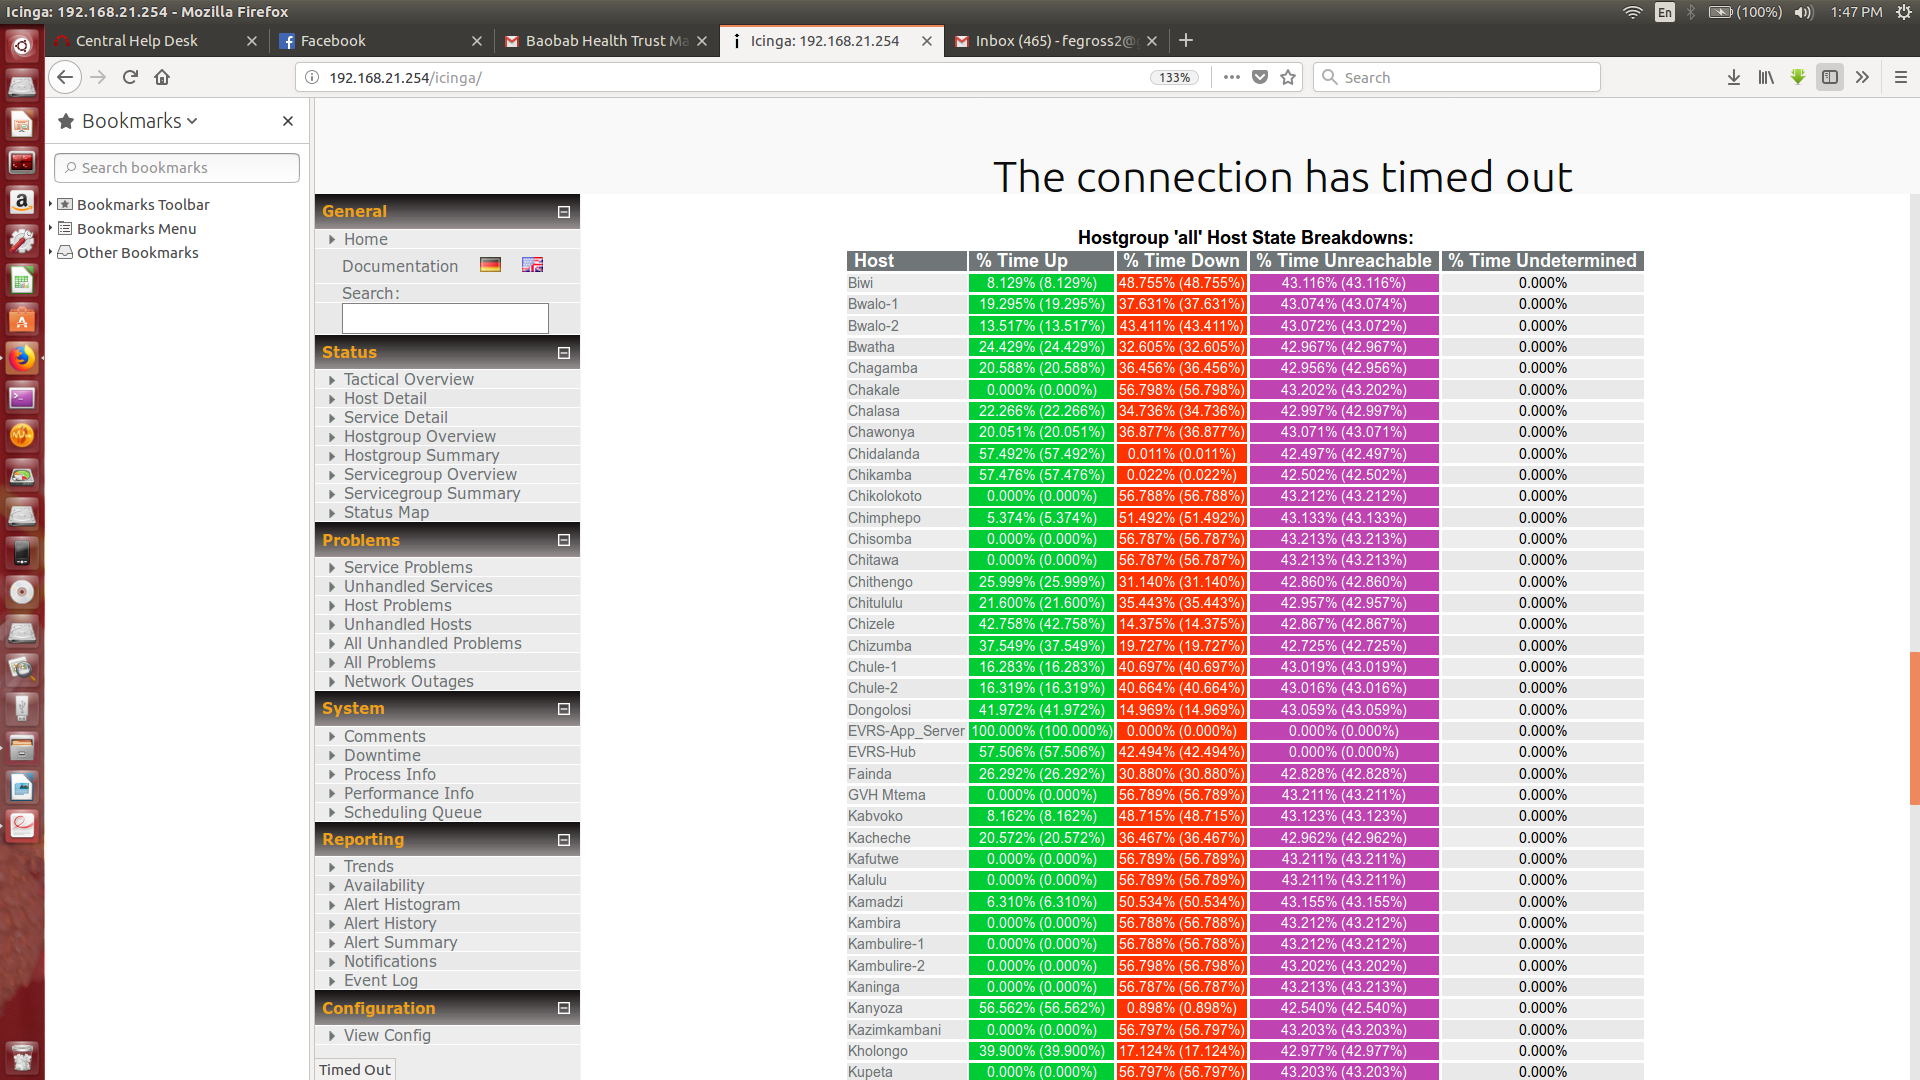 Icinga: 192.168.21.254 - Mozilla Firefox
En (100%) 1:47 PM
Central Help Desk
Facebook
Baobab Health Trust Ma
Icinga: 192.168.21.254
Inbox (465) - fegross2@
192.168.21.254/icinga/
133%
Search
Bookmarks
Search bookmarks
Bookmarks Toolbar
Bookmarks Menu
Other Bookmarks
The connection has timed out
General
Home
Documentation
Search:
Status
Tactical Overview
Host Detail
Service Detail
Hostgroup Overview
Hostgroup Summary
Servicegroup Overview
Servicegroup Summary
Status Map
Problems
Service Problems
Unhandled Services
Host Problems
Unhandled Hosts
All Unhandled Problems
All Problems
Network Outages
System
Comments
Downtime
Process Info
Performance Info
Scheduling Queue
Reporting
Trends
Availability
Alert Histogram
Alert History
Alert Summary
Notifications
Event Log
Configuration
View Config
Timed Out
Hostgroup 'all' Host State Breakdowns:
Host % Time Up % Time Down % Time Unreachable % Time Undetermined
Biwi 8.129% (8.129%) 48.755% (48.755%) 43.116% (43.116%) 0.000%
Bwalo-1 19.295% (19.295%) 37.631% (37.631%) 43.074% (43.074%) 0.000%
Bwalo-2 13.517% (13.517%) 43.411% (43.411%) 43.072% (43.072%) 0.000%
Bwatha 24.429% (24.429%) 32.605% (32.605%) 42.967% (42.967%) 0.000%
Chagamba 20.588% (20.588%) 36.456% (36.456%) 42.956% (42.956%) 0.000%
Chakale 0.000% (0.000%) 56.798% (56.798%) 43.202% (43.202%) 0.000%
Chalasa 22.266% (22.266%) 34.736% (34.736%) 42.997% (42.997%) 0.000%
Chawonya 20.051% (20.051%) 36.877% (36.877%) 43.071% (43.071%) 0.000%
Chidalanda 57.492% (57.492%) 0.011% (0.011%) 42.497% (42.497%) 0.000%
Chikamba 57.476% (57.476%) 0.022% (0.022%) 42.502% (42.502%) 0.000%
Chikolokoto 0.000% (0.000%) 56.788% (56.788%) 43.212% (43.212%) 0.000%
Chimphepo 5.374% (5.374%) 51.492% (51.492%) 43.133% (43.133%) 0.000%
Chisomba 0.000% (0.000%) 56.787% (56.787%) 43.213% (43.213%) 0.000%
Chitawa 0.000% (0.000%) 56.787% (56.787%) 43.213% (43.213%) 0.000%
Chithengo 25.999% (25.999%) 31.140% (31.140%) 42.860% (42.860%) 0.000%
Chitululu 21.600% (21.600%) 35.443% (35.443%) 42.957% (42.957%) 0.000%
Chizele 42.758% (42.758%) 14.375% (14.375%) 42.867% (42.867%) 0.000%
Chizumba 37.549% (37.549%) 19.727% (19.727%) 42.725% (42.725%) 0.000%
Chule-1 16.283% (16.283%) 40.697% (40.697%) 43.019% (43.019%) 0.000%
Chule-2 16.319% (16.319%) 40.664% (40.664%) 43.016% (43.016%) 0.000%
Dongolosi 41.972% (41.972%) 14.969% (14.969%) 43.059% (43.059%) 0.000%
EVRS-App_Server 100.000% (100.000%) 0.000% (0.000%) 0.000% (0.000%) 0.000%
EVRS-Hub 57.506% (57.506%) 42.494% (42.494%) 0.000% (0.000%) 0.000%
Fainda 26.292% (26.292%) 30.880% (30.880%) 42.828% (42.828%) 0.000%
GVH Mtema 0.000% (0.000%) 56.789% (56.789%) 43.211% (43.211%) 0.000%
Kabvoko 8.162% (8.162%) 48.715% (48.715%) 43.123% (43.123%) 0.000%
Kacheche 20.572% (20.572%) 36.467% (36.467%) 42.962% (42.962%) 0.000%
Kafutwe 0.000% (0.000%) 56.789% (56.789%) 43.211% (43.211%) 0.000%
Kalulu 0.000% (0.000%) 56.789% (56.789%) 43.211% (43.211%) 0.000%
Kamadzi 6.310% (6.310%) 50.534% (50.534%) 43.155% (43.155%) 0.000%
Kambira 0.000% (0.000%) 56.788% (56.788%) 43.212% (43.212%) 0.000%
Kambulire-1 0.000% (0.000%) 56.788% (56.788%) 43.212% (43.212%) 0.000%
Kambulire-2 0.000% (0.000%) 56.798% (56.798%) 43.202% (43.202%) 0.000%
Kaninga 0.000% (0.000%) 56.787% (56.787%) 43.213% (43.213%) 0.000%
Kanyoza 56.562% (56.562%) 0.898% (0.898%) 42.540% (42.540%) 0.000%
Kazimkambani 0.000% (0.000%) 56.797% (56.797%) 43.203% (43.203%) 0.000%
Kholongo 39.900% (39.900%) 17.124% (17.124%) 42.977% (42.977%) 0.000%
Kupeta 0.000% (0.000%) 56.797% (56.797%) 43.203% (43.203%) 0.000%